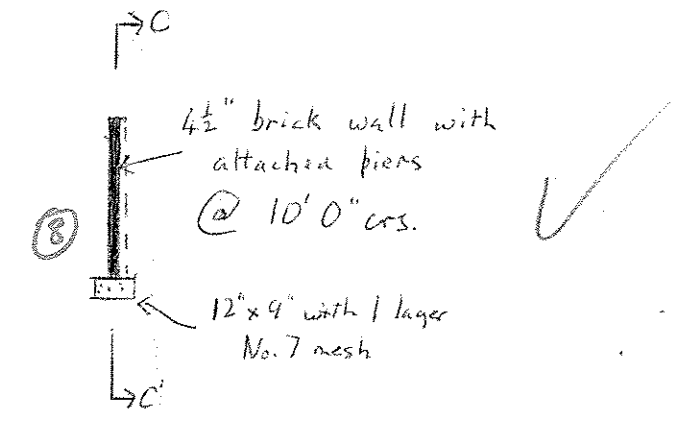 C
4½" brick wall with
attached piers
@ 10' 0" crs.
8
12" x 9" with 1 layer
No. 7 mesh
C'